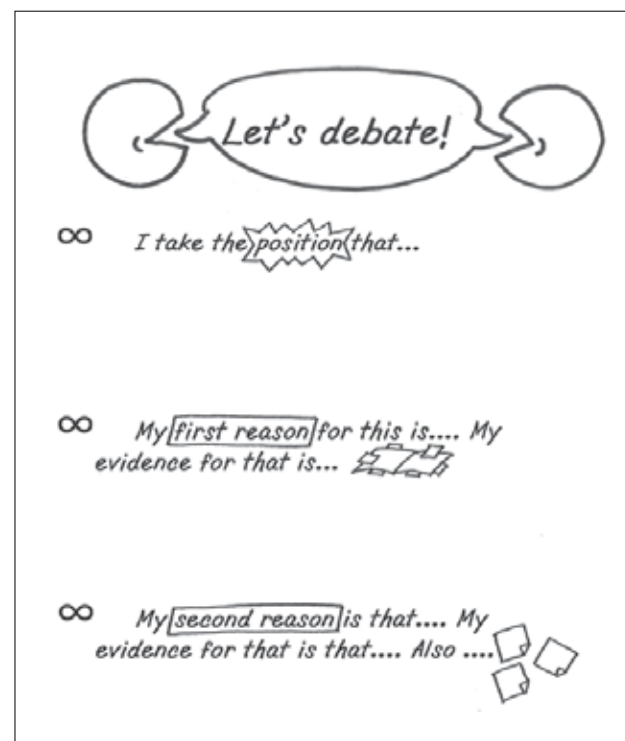 Let's debate!
∞ I take the position that...
∞ My first reason for this is.... My
evidence for that is...
∞ My second reason is that.... My
evidence for that is that.... Also ....